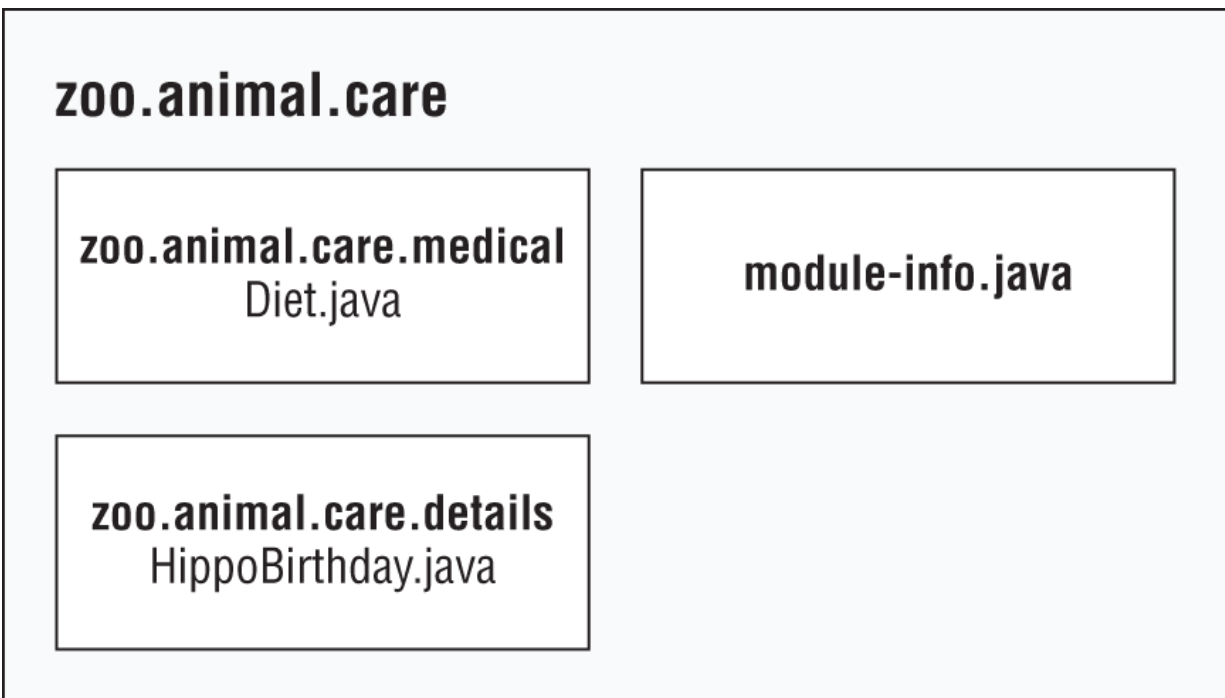 zoo.animal.care
zoo.animal.care.medical
Diet.java
module-info.java
zoo.animal.care.details
HippoBirthday.java